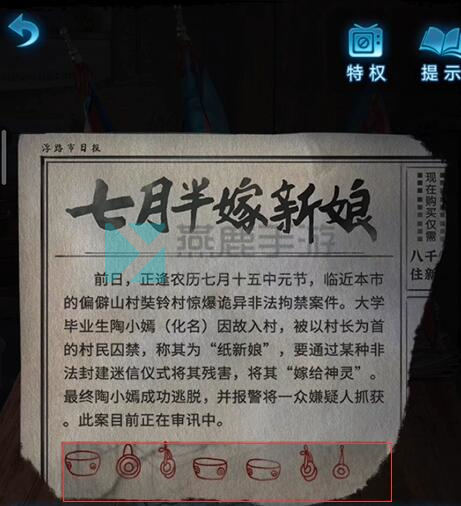 特权
提示
浮路市日报
七月半嫁新娘
燕鹿手游
现在购买仅需
八千
住新
前日，正逢农历七月十五中元节，临近本市
的偏僻山村奘铃村惊爆诡异非法拘禁案件。大学
毕业生陶小嫣（化名）因故入村，被以村长为首
的村民囚禁，称其为“纸新娘”，要通过某种非
法封建迷信仪式将其残害，将其“嫁给神灵”。
最终陶小嫣成功逃脱，并报警将一众嫌疑人抓获
。此案目前正在审讯中。